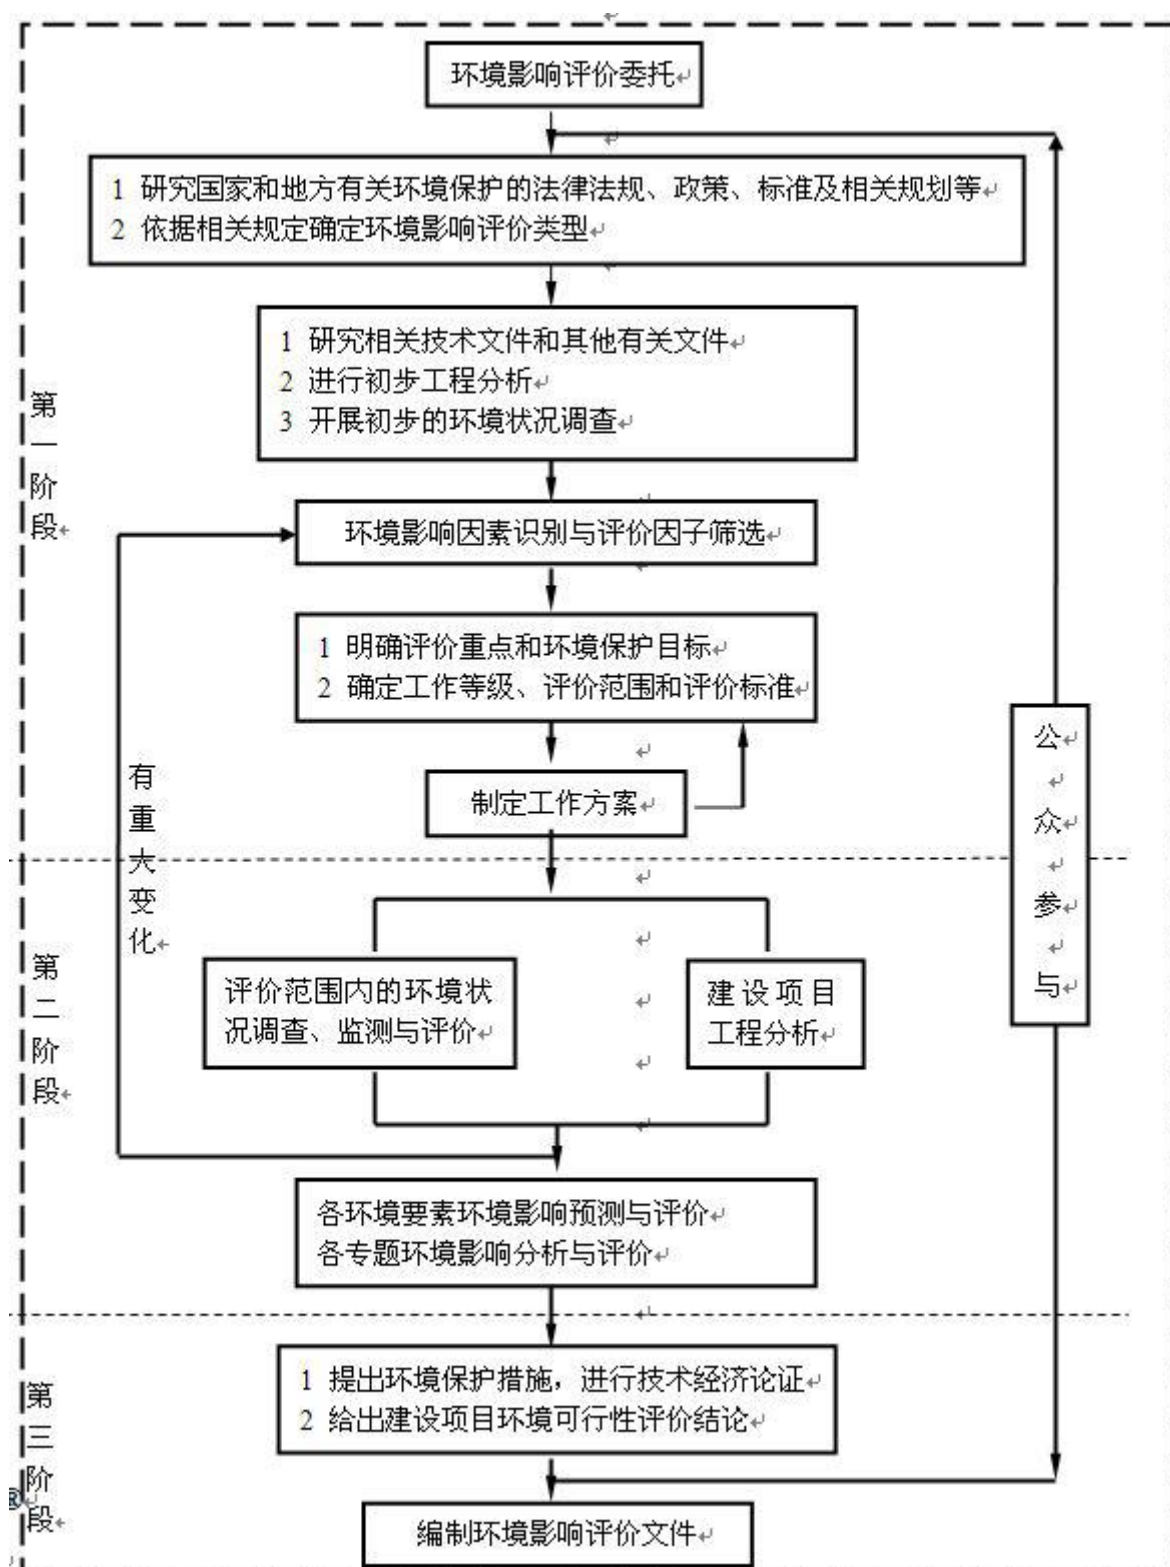 环境影响评价委托
1 研究国家和地方有关环境保护的法律法规、政策、标准及相关规划等
2 依据相关规定确定环境影响评价类型
1 研究相关技术文件和其他有关文件
2 进行初步工程分析
3 开展初步的环境状况调查
第一阶段
环境影响因素识别与评价因子筛选
1 明确评价重点和环境保护目标
2 确定工作等级、评价范围和评价标准
制定工作方案
有重大变化
公众参与
第二阶段
评价范围内的环境状
况调查、监测与评价
建设项目
工程分析
各环境要素环境影响预测与评价
各专题环境影响分析与评价
第三阶段
1 提出环境保护措施，进行技术经济论证
2 给出建设项目环境可行性评价结论
编制环境影响评价文件